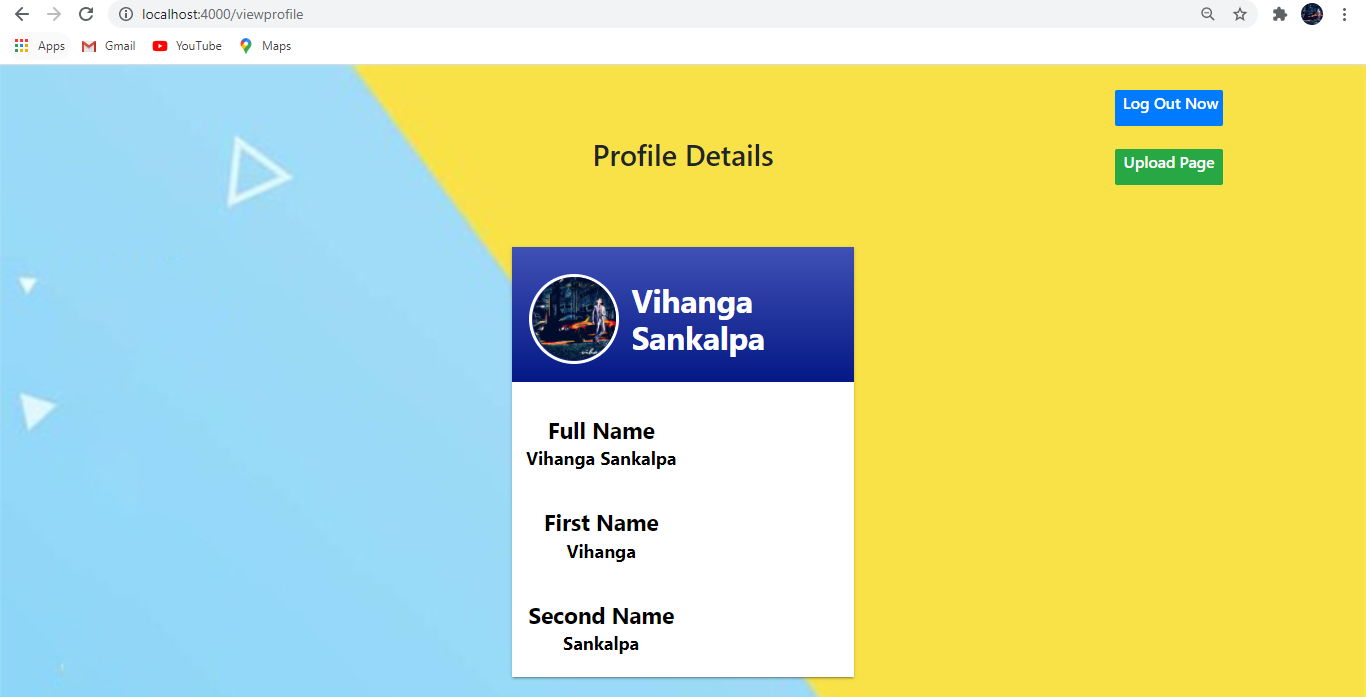 localhost:4000/viewprofile
Apps Gmail YouTube Maps
Log Out Now
Profile Details
Upload Page
Vihanga
Sankalpa
Full Name
Vihanga Sankalpa
First Name
Vihanga
Second Name
Sankalpa